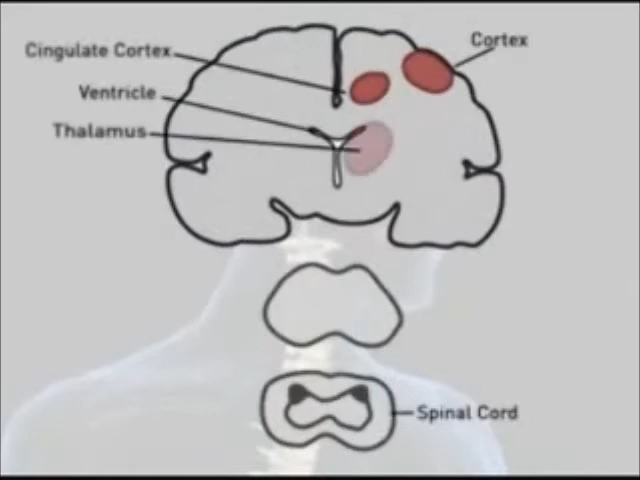 Cortex
Cingulate Cortex
Ventricle
Thalamus
Spinal Cord